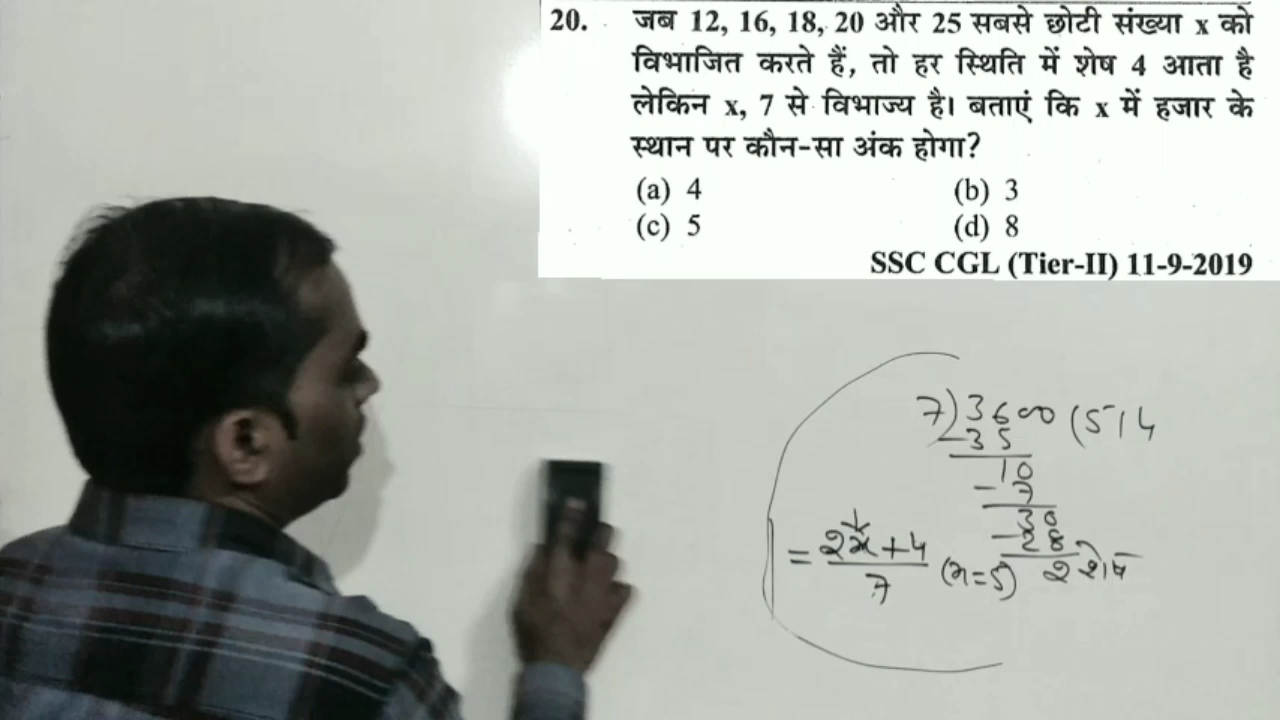 20. जब 12, 16, 18, 20 और 25 सबसे छोटी संख्या x को
विभाजित करते हैं, तो हर स्थिति में शेष 4 आता है
लेकिन x, 7 से विभाज्य है। बताएं कि x में हजार के
स्थान पर कौन-सा अंक होगा?
(a) 4 (b) 3
(c) 5 (d) 8
SSC CGL (Tier-II) 11-9-2019
7)3600(514
-35
10
-7
30
-28
2 शेष
= 2x+4
7 (x=5)